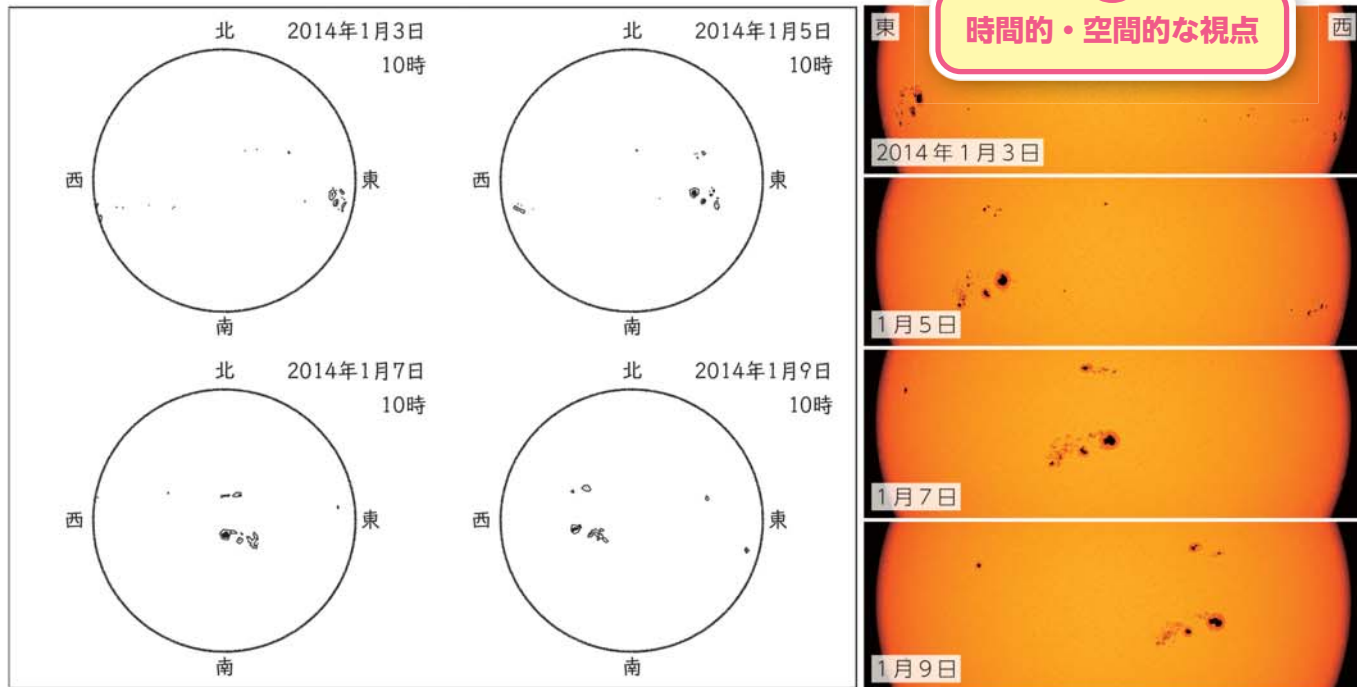 北
2014年1月3日
10時
西
東
南
北
2014年1月5日
10時
西
東
南
北
2014年1月7日
10時
西
東
南
北
2014年1月9日
10時
西
東
南
時間的・空間的な視点
東
西
2014年1月3日
1月5日
1月7日
1月9日